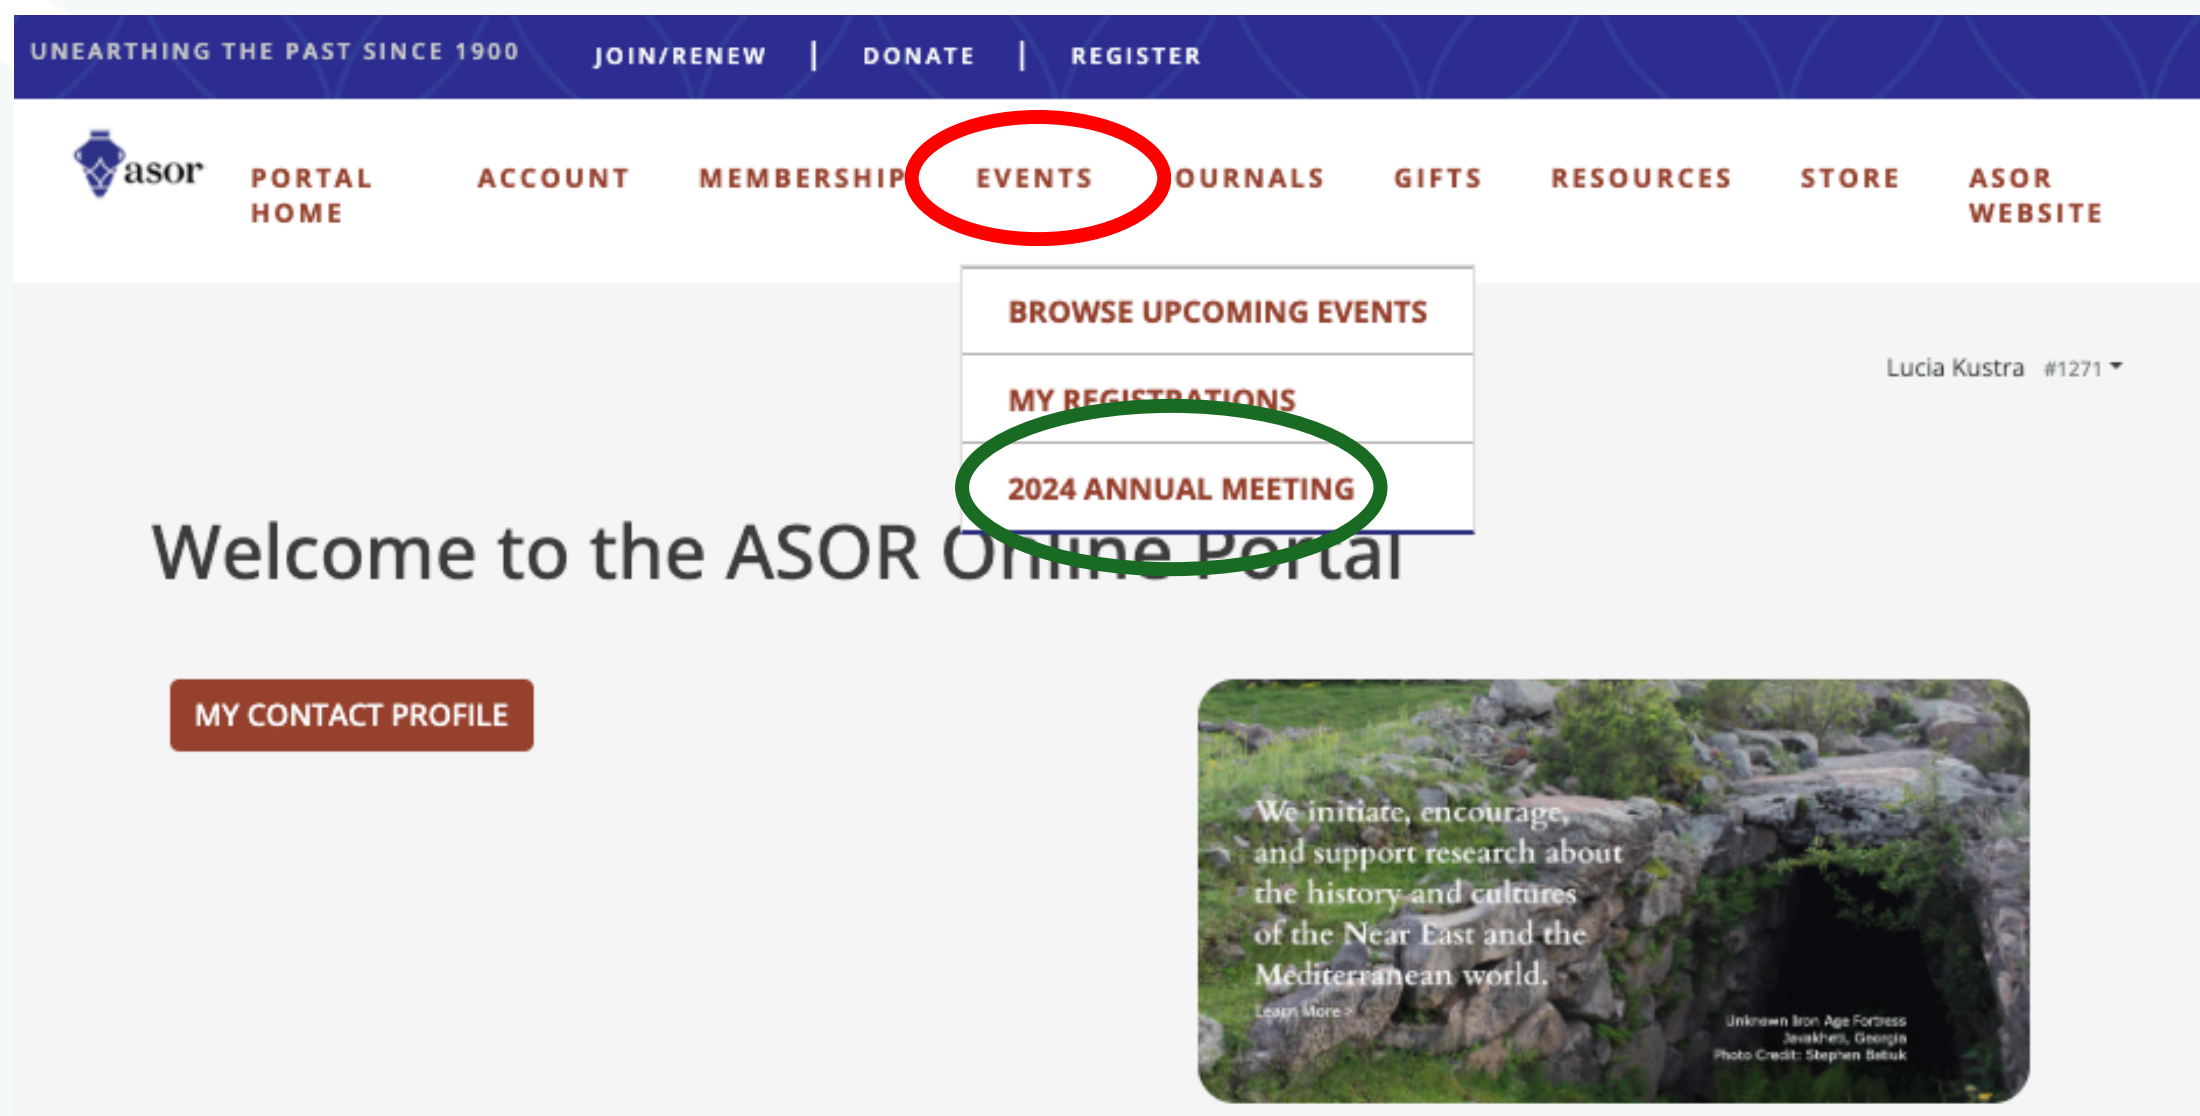 UNEARTHING THE PAST SINCE 1900 JOIN/RENEW | DONATE | REGISTER
asor PORTAL HOME ACCOUNT MEMBERSHIP EVENTS OURNALS GIFTS RESOURCES STORE ASOR WEBSITE
BROWSE UPCOMING EVENTS
Lucia Kustra #1271
MY REGISTRATIONS
2024 ANNUAL MEETING
Welcome to the ASOR Online Portal
MY CONTACT PROFILE
We initiate, encourage,
and support research about
the history and cultures
of the Near East and the
Mediterranean world.
Learn More >
Unknown Iron Age Fortress
Javakheti, Georgia
Photo Credit: Stephen Batiuk